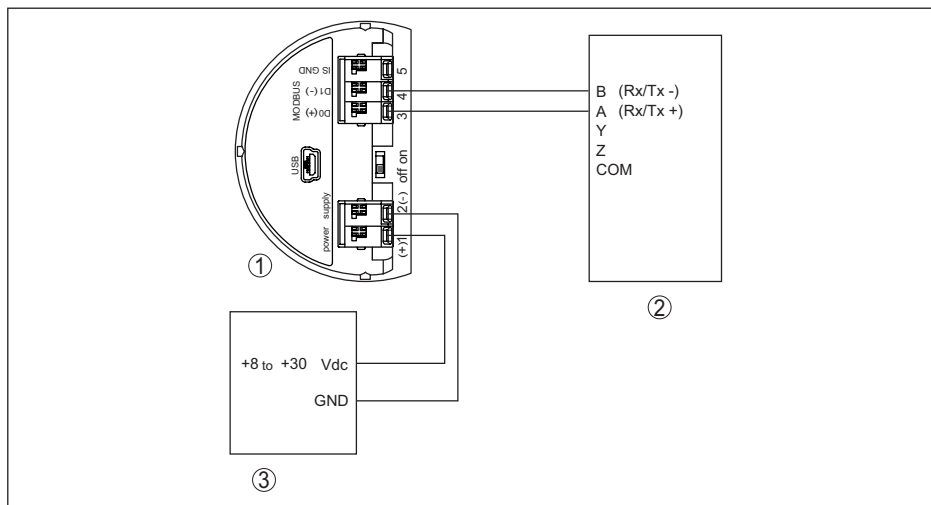 IS GND
MODBUS
D1(-)
D0(+)
5
4
3
USB
off on
power supply
2(-)
(+)1
①
B (Rx/Tx -)
A (Rx/Tx +)
Y
Z
COM
②
+8 to +30 Vdc
GND
③